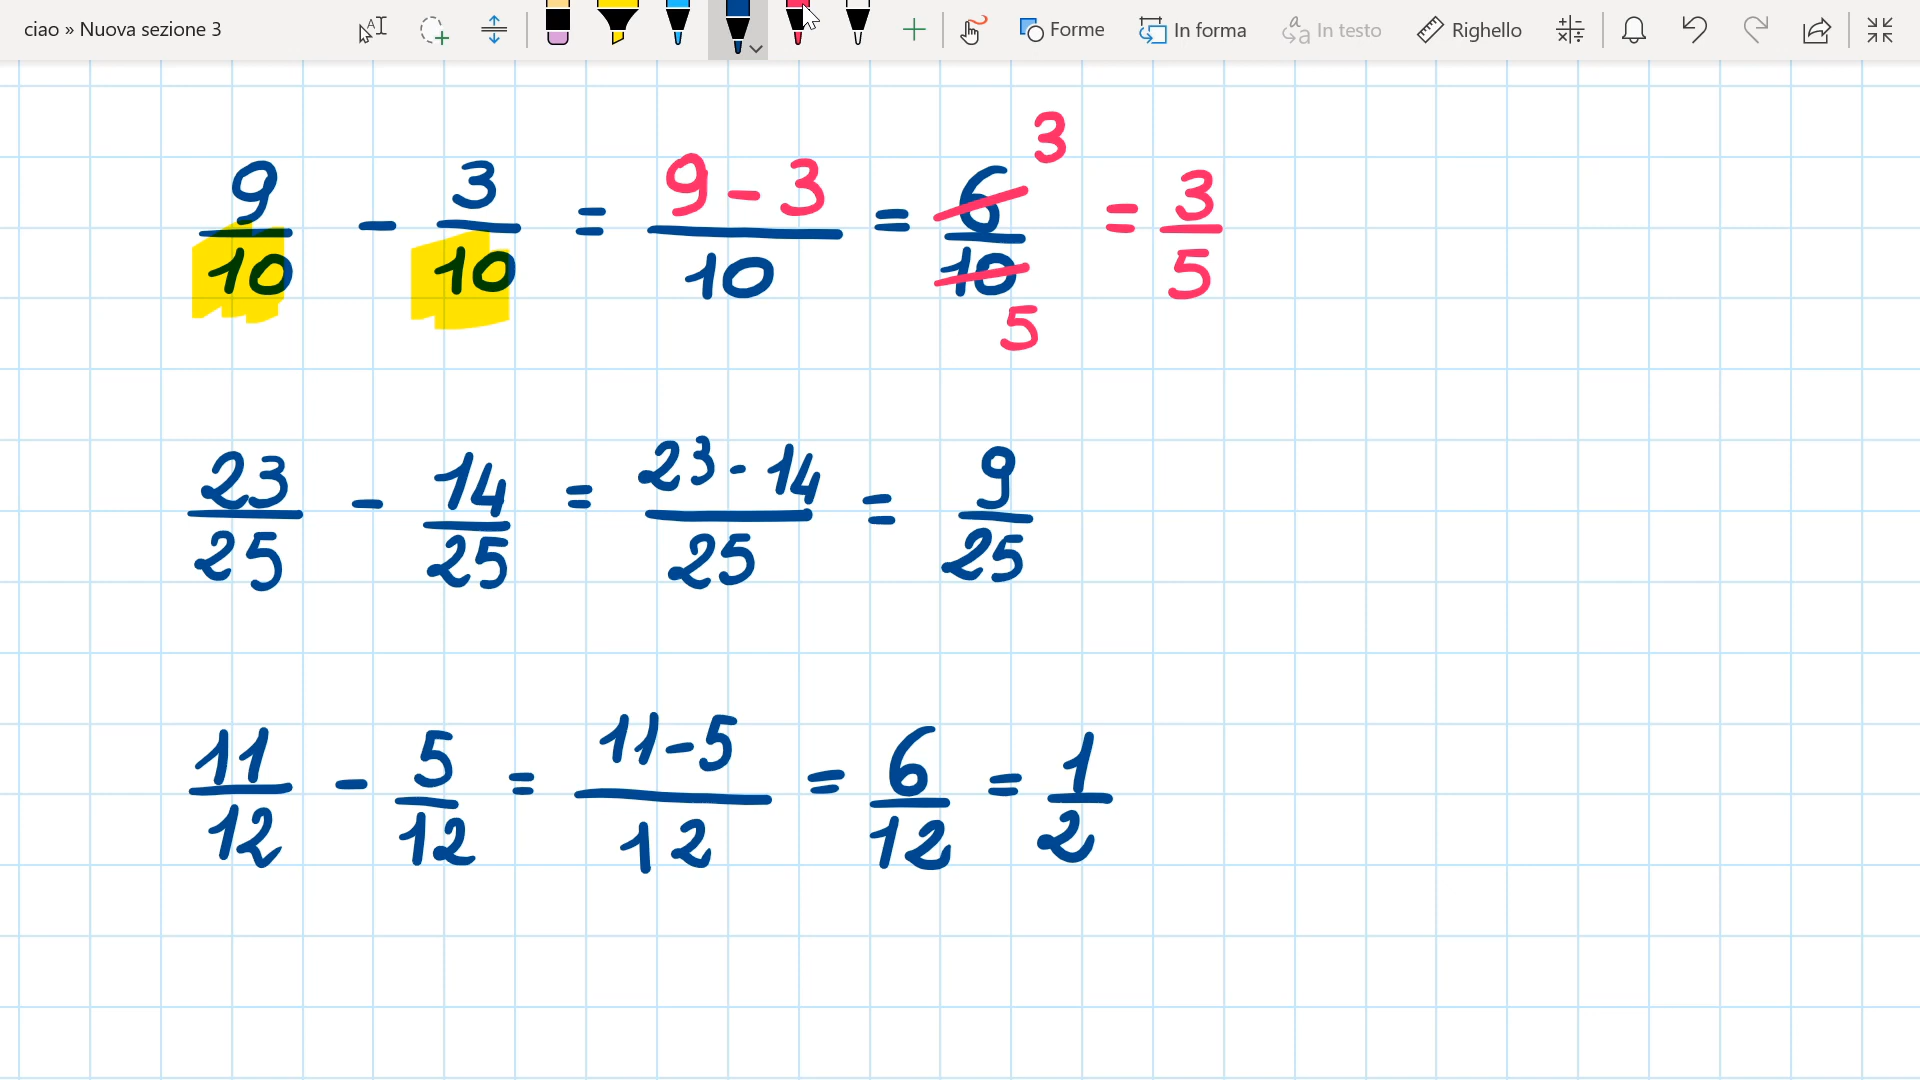 ciao » Nuova sezione 3 Forme In forma In testo Righello
9/10 - 3/10 = 9-3/10 = 6/10 3 5 = 3/5
23/25 - 14/25 = 23-14/25 = 9/25
11/12 - 5/12 = 11-5/12 = 6/12 = 1/2